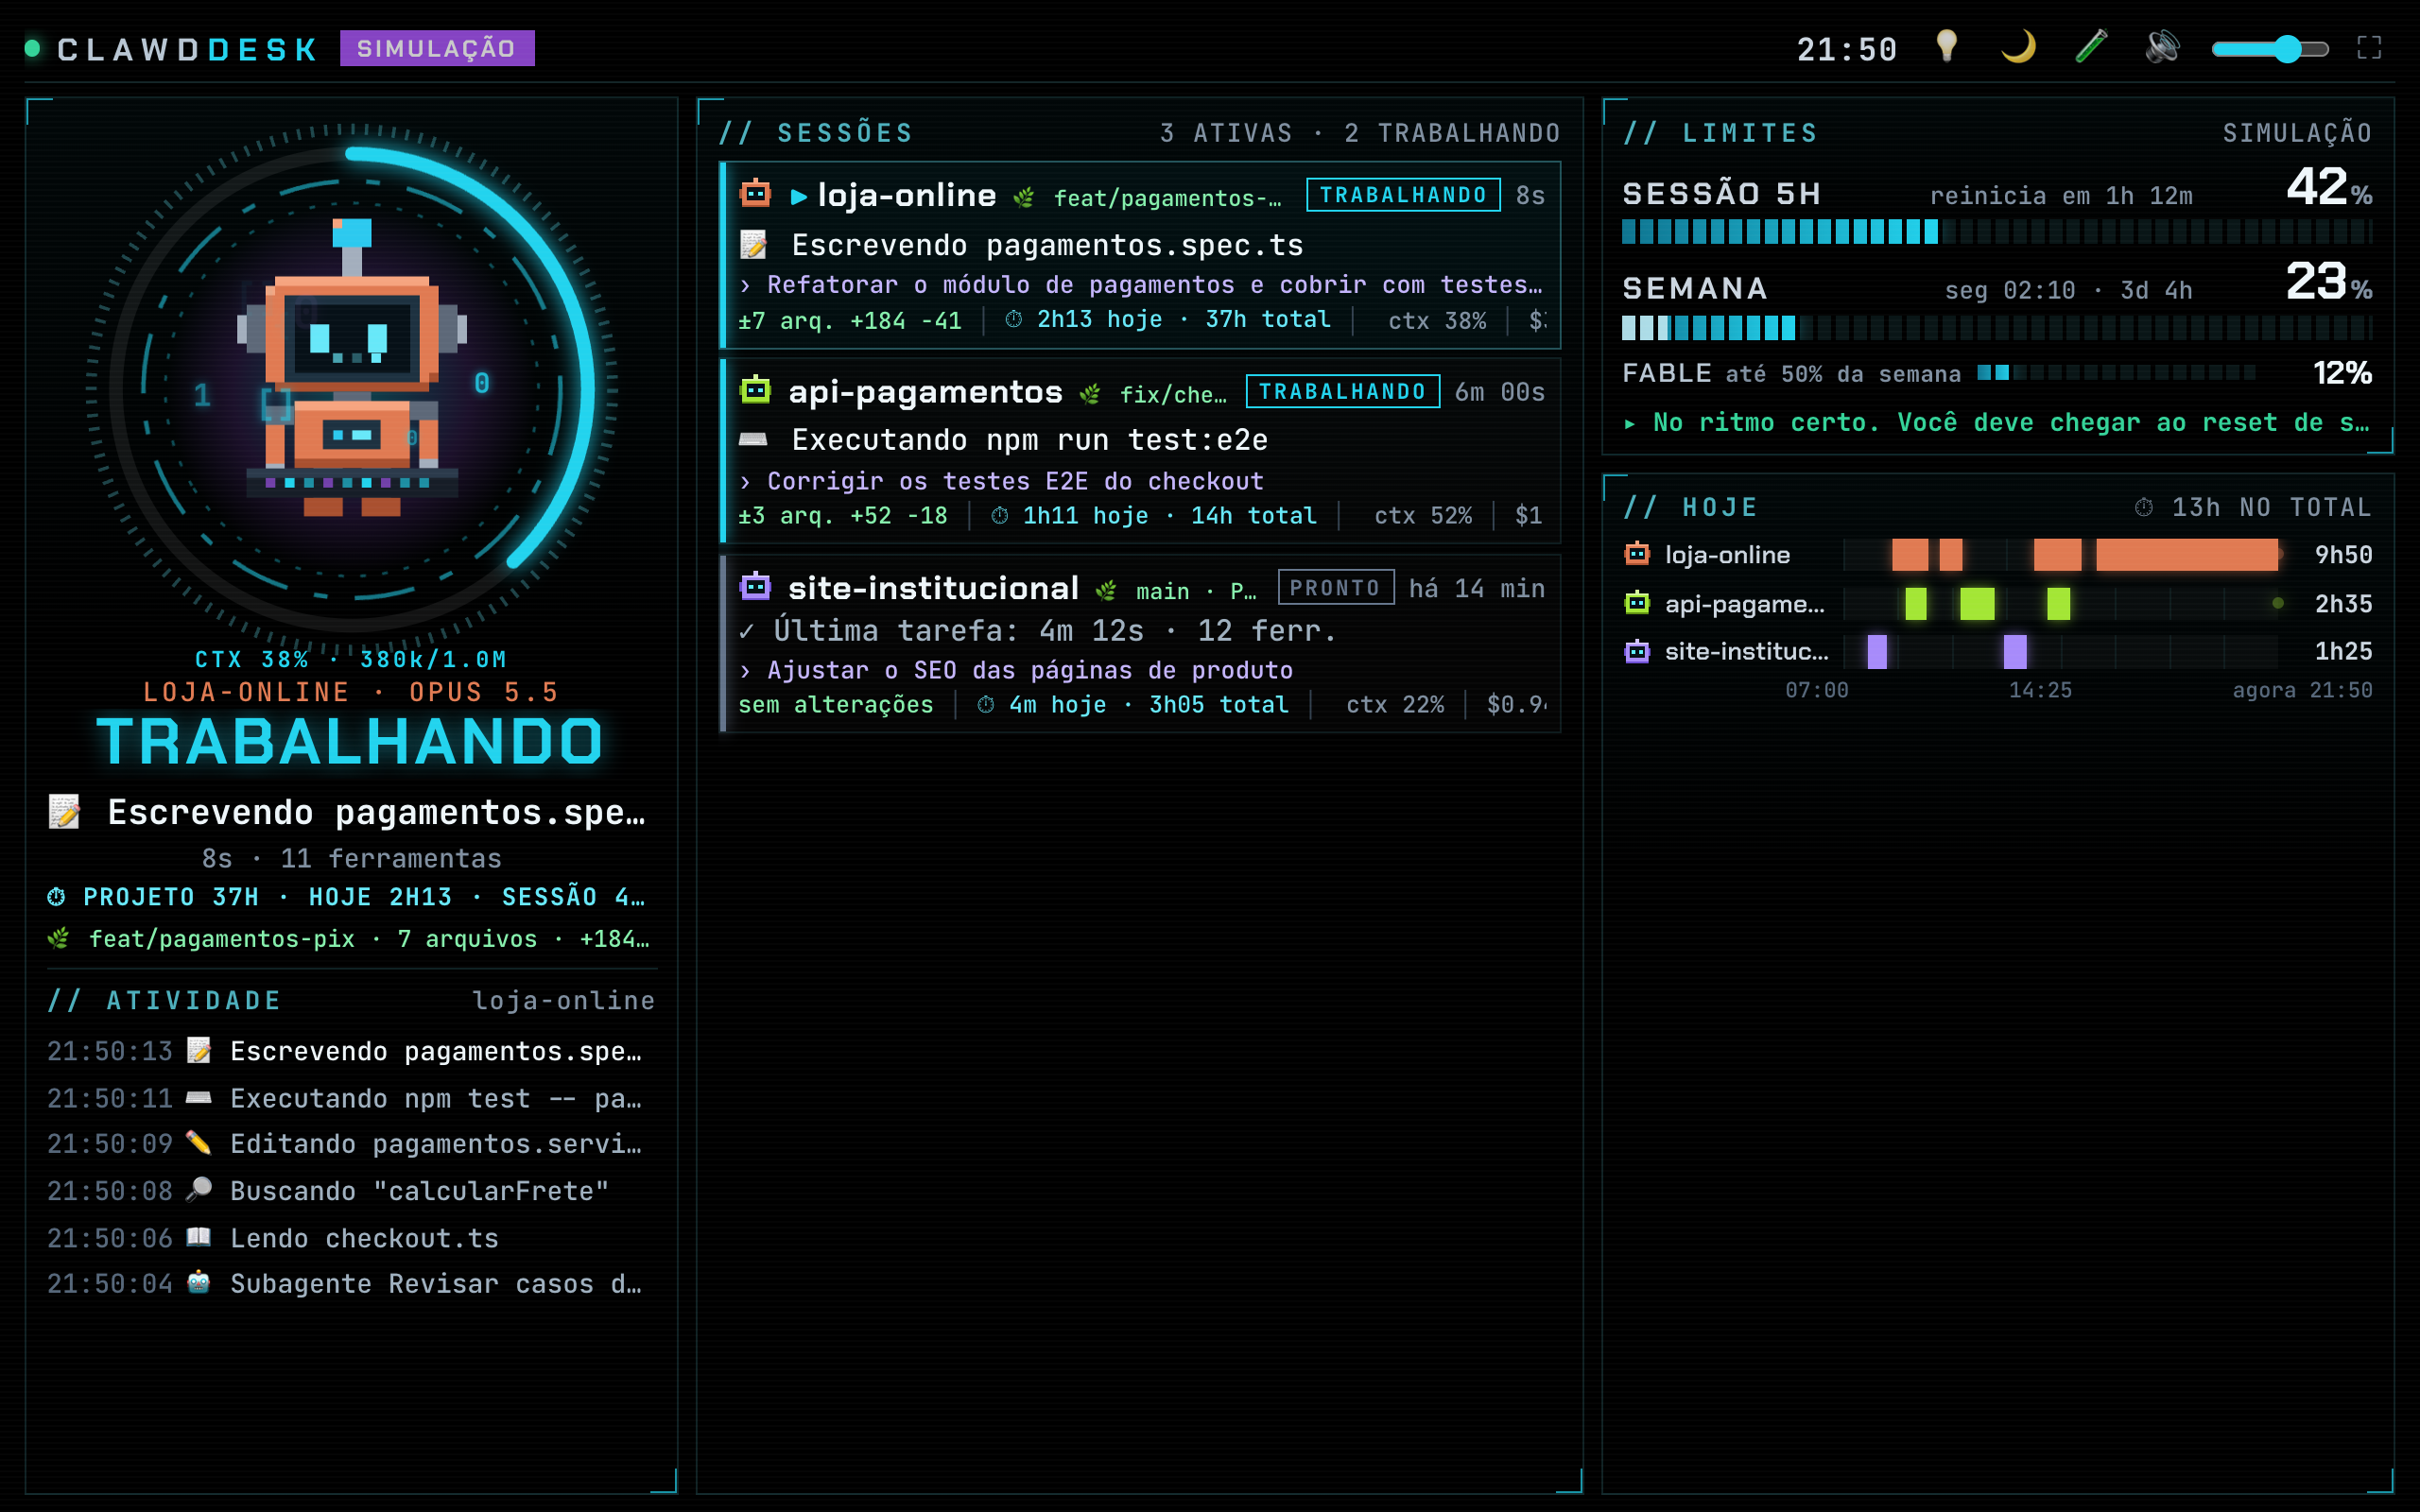 CLAWDDESK SIMULAÇÃO
21:50
CTX 38% · 380k/1.0M
LOJA-ONLINE · OPUS 5.5
TRABALHANDO
Escrevendo pagamentos.spe…
8s · 11 ferramentas
PROJETO 37H · HOJE 2H13 · SESSÃO 4…
feat/pagamentos-pix · 7 arquivos · +184…
// ATIVIDADE loja-online
21:50:13 Escrevendo pagamentos.spe…
21:50:11 Executando npm test -- pa…
21:50:09 Editando pagamentos.servi…
21:50:08 Buscando "calcularFrete"
21:50:06 Lendo checkout.ts
21:50:04 Subagente Revisar casos d…
// SESSÕES 3 ATIVAS · 2 TRABALHANDO
▸ loja-online feat/pagamentos-… TRABALHANDO 8s
Escrevendo pagamentos.spec.ts
› Refatorar o módulo de pagamentos e cobrir com testes…
±7 arq. +184 -41 | 2h13 hoje · 37h total | ctx 38% |
api-pagamentos fix/che… TRABALHANDO 6m 00s
Executando npm run test:e2e
› Corrigir os testes E2E do checkout
±3 arq. +52 -18 | 1h11 hoje · 14h total | ctx 52% | $1
site-institucional main · P… PRONTO há 14 min
✓ Última tarefa: 4m 12s · 12 ferr.
› Ajustar o SEO das páginas de produto
sem alterações | 4m hoje · 3h05 total | ctx 22% | $0.9
// LIMITES SIMULAÇÃO
SESSÃO 5H reinicia em 1h 12m 42%
SEMANA seg 02:10 · 3d 4h 23%
FABLE até 50% da semana 12%
▸ No ritmo certo. Você deve chegar ao reset de s…
// HOJE 13h NO TOTAL
loja-online 9h50
api-pagame… 2h35
site-instituc… 1h25
07:00 14:25 agora 21:50